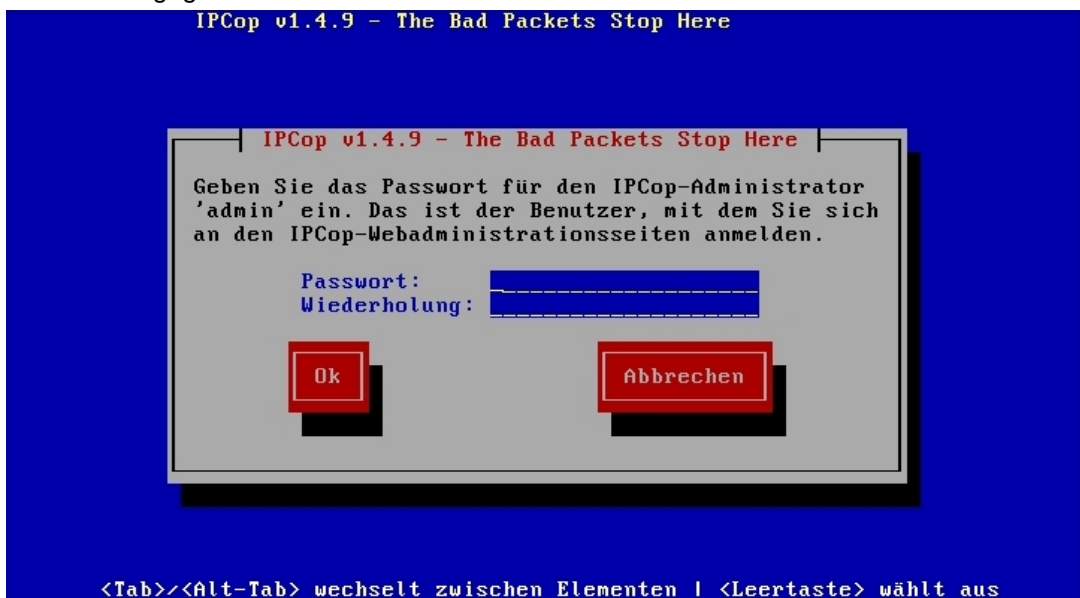 IPCop v1.4.9 - The Bad Packets Stop Here
IPCop v1.4.9 - The Bad Packets Stop Here
Geben Sie das Passwort für den IPCop-Administrator
'admin' ein. Das ist der Benutzer, mit dem Sie sich
an den IPCop-Webadministrationsseiten anmelden.
Passwort:
Wiederholung:
Ok Abbrechen
<Tab>/<Alt-Tab> wechselt zwischen Elementen | <Leertaste> wählt aus